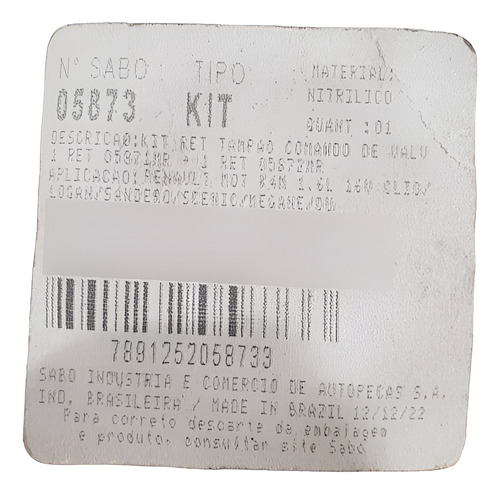 Nº SABO TIPO MATERIAL:
05873 KIT NITRILICO
QUANT :01
DESCRICAO:KIT RET TAMPAO COMANDO DE VALV
1 RET 05871MR + 1 RET 05872MR
APLICACAO: RENAULT MOT K4M 1.6L 16V CLIO/
LOGAN/SANDERO/SCENIC/MEGANE/DU
7891252058733
SABO INDUSTRIA E COMERCIO DE AUTOPECAS S.A.
IND. BRASILEIRA / MADE IN BRAZIL 12/12/22
Para correto descarte da embalagem
e produto, consultar site Sabo